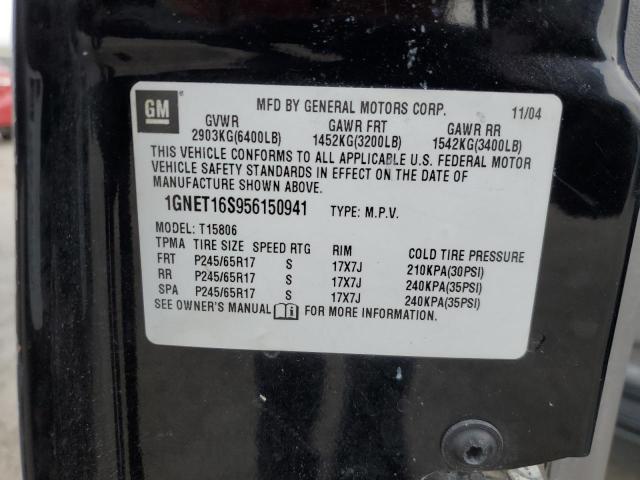 GM
MFD BY GENERAL MOTORS CORP. 11/04
GVWR GAWR FRT GAWR RR
2903KG(6400LB) 1452KG(3200LB) 1542KG(3400LB)
THIS VEHICLE CONFORMS TO ALL APPLICABLE U.S. FEDERAL MOTOR
VEHICLE SAFETY STANDARDS IN EFFECT ON THE DATE OF
MANUFACTURE SHOWN ABOVE.
1GNET16S956150941 TYPE: M.P.V.
MODEL: T15806
TPMA TIRE SIZE SPEED RTG RIM COLD TIRE PRESSURE
FRT P245/65R17 S 17X7J 210KPA(30PSI)
RR P245/65R17 S 17X7J 240KPA(35PSI)
SPA P245/65R17 S 17X7J 240KPA(35PSI)
SEE OWNER'S MANUAL FOR MORE INFORMATION.